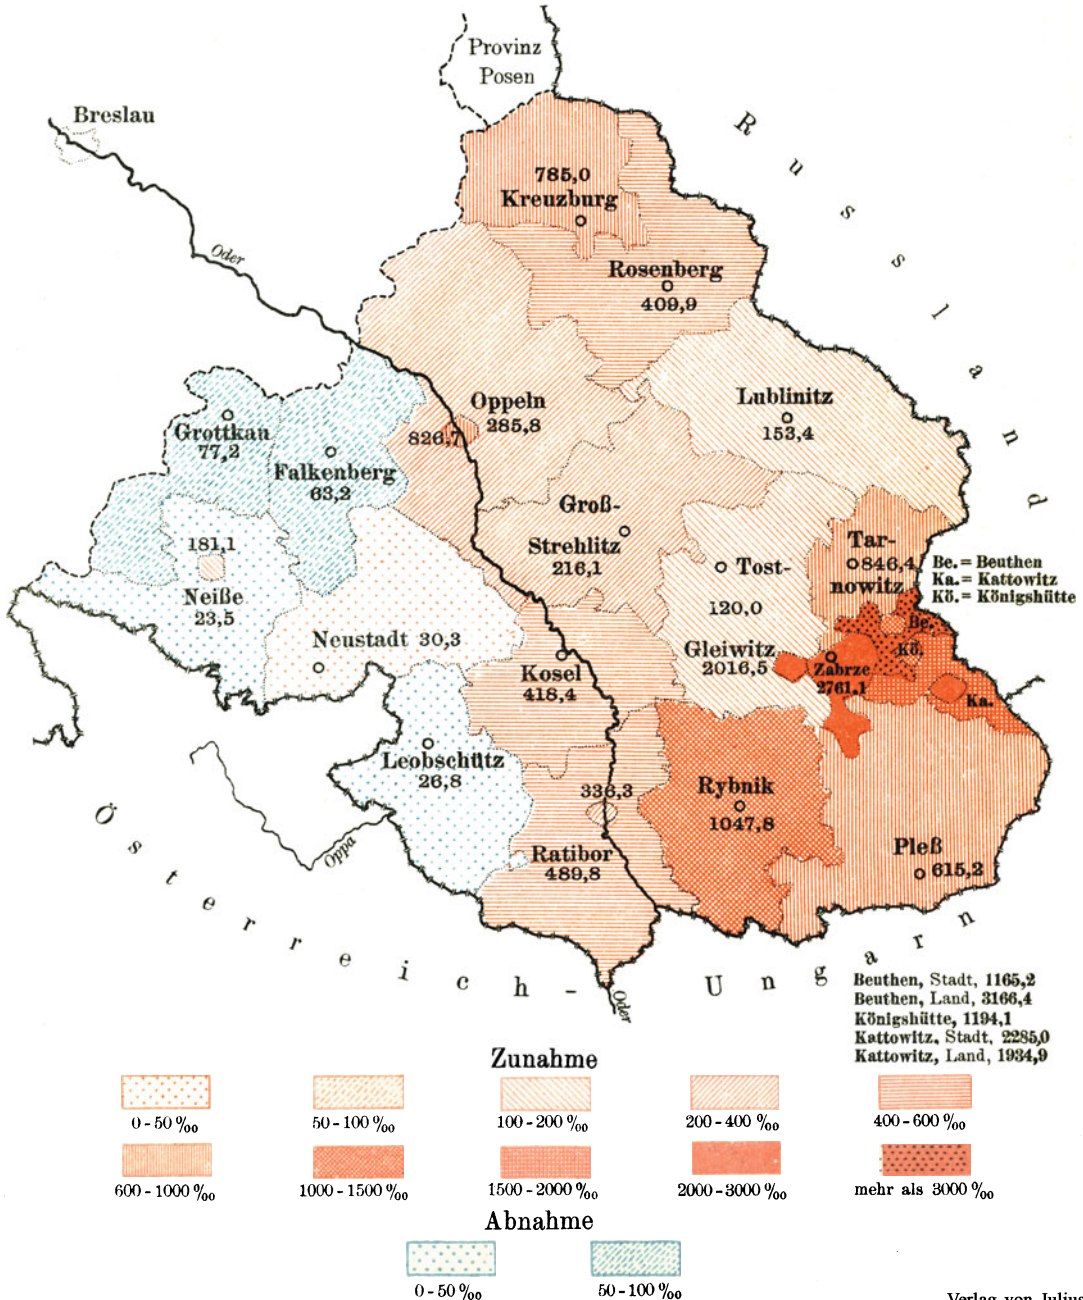 Provinz
Posen
Breslau
Russland
785,0
Kreuzburg
Oder
Rosenberg
409,9
Lublinitz
153,4
Oppeln
285,8
826,7
Grottkau
77,2
Falkenberg
63,2
Groß-
Strehlitz
216,1
181,1
Neiße
23,5
Tar-
846,4
nowitz
Be. = Beuthen
Ka. = Kattowitz
Kö. = Königshütte
Tost-
120,0
Gleiwitz
2016,5
Be.
Kö.
Zabrze
2761,1
Ka.
Neustadt 30,3
Kosel
418,4
Leobschütz
26,8
336,3
Rybnik
1047,8
Pleß
615,2
Ratibor
489,8
Oppa
Oder
Österreich-Ungarn
Beuthen, Stadt, 1165,2
Beuthen, Land, 3166,4
Königshütte, 1194,1
Kattowitz, Stadt, 2285,0
Kattowitz, Land, 1934,9
Zunahme
0-50 ‰
50-100 ‰
100-200 ‰
200-400 ‰
400-600 ‰
600-1000 ‰
1000-1500 ‰
1500-2000 ‰
2000-3000 ‰
mehr als 3000 ‰
Abnahme
0-50 ‰
50-100 ‰
Verlag von Julius